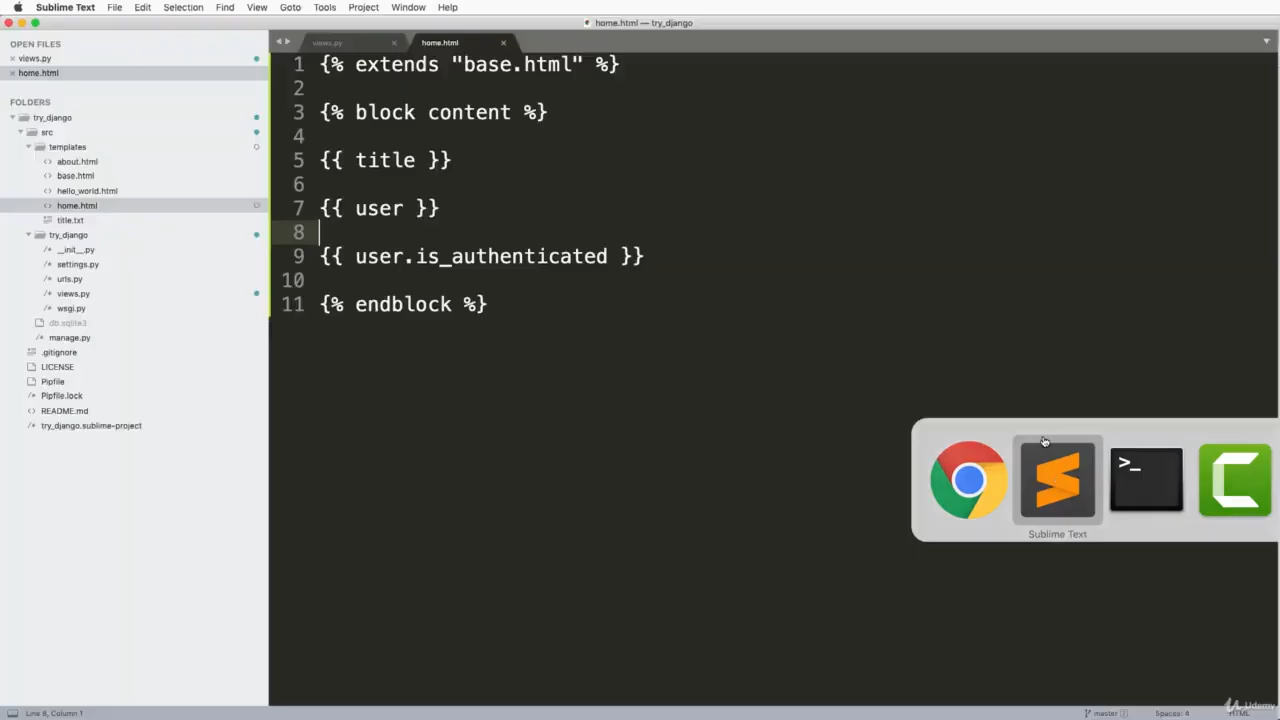 Sublime Text File Edit Selection Find View Goto Tools Project Window Help
home.html — try_django
OPEN FILES
views.py
home.html
FOLDERS
try_django
src
templates
about.html
base.html
hello_world.html
home.html
title.txt
try_django
__init__.py
settings.py
urls.py
views.py
wsgi.py
db.sqlite3
manage.py
.gitignore
LICENSE
Pipfile
Pipfile.lock
README.md
try_django.sublime-project
views.py home.html
1 {% extends "base.html" %}
2
3 {% block content %}
4
5 {{ title }}
6
7 {{ user }}
8
9 {{ user.is_authenticated }}
10
11 {% endblock %}
>_
Sublime Text
Udemy
Line 8, Column 1 master 2 Spaces: 4 HTML